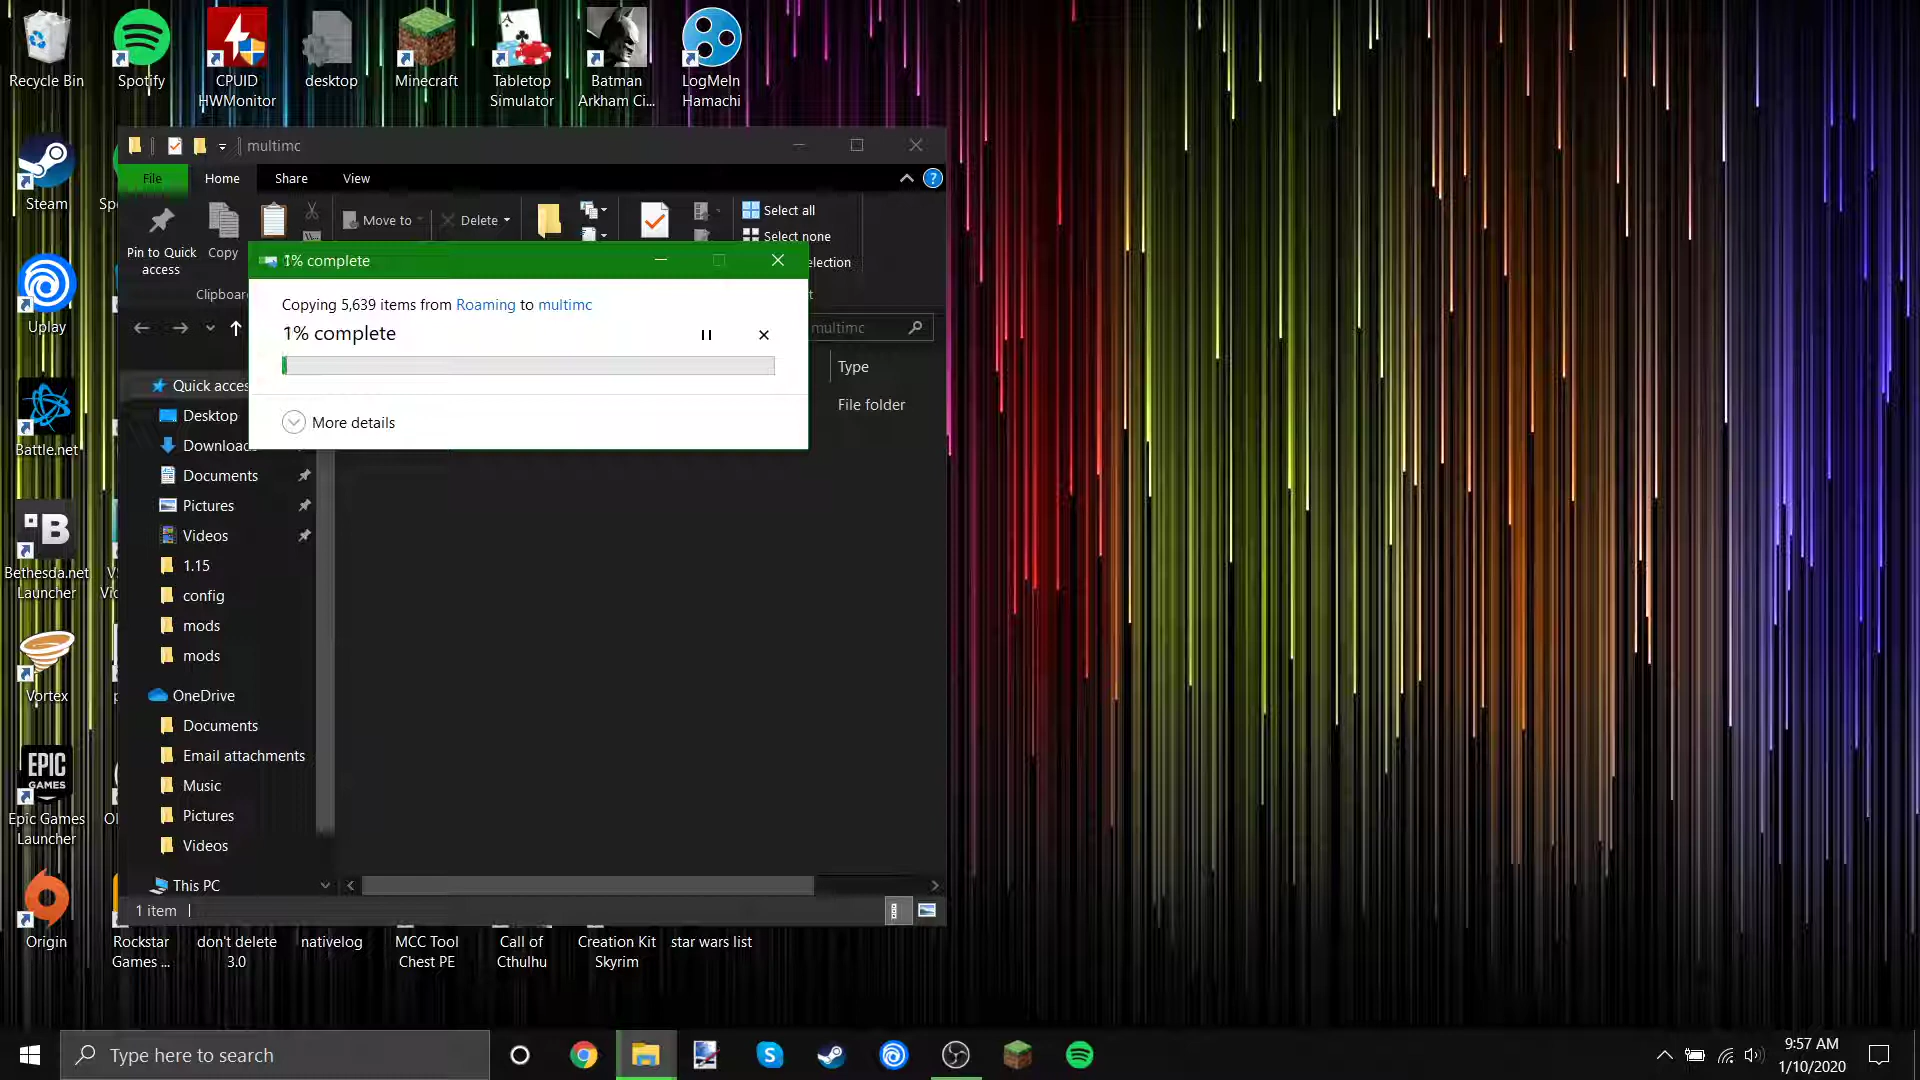 Recycle Bin
Spotify
CPUID
HWMonitor
desktop
Minecraft
Tabletop
Simulator
Batman
Arkham Ci...
LogMeIn
Hamachi
Steam
Sp
Uplay
Battle.net
B
Bethesda.net
Launcher
Vortex
EPIC
GAMES
Epic Games
Launcher
Origin
Rockstar
Games ...
don't delete
3.0
nativelog
MCC Tool
Chest PE
Call of
Cthulhu
Creation Kit
Skyrim
star wars list
multimc
File
Home
Share
View
Pin to Quick
access
Copy
Move to
Delete
Select all
Select none
election
Clipboar
1% complete
Copying 5,639 items from Roaming to multimc
1% complete
More details
multimc
Type
File folder
Quick acces
Desktop
Downloads
Documents
Pictures
Videos
1.15
config
mods
mods
OneDrive
Documents
Email attachments
Music
Pictures
Videos
This PC
1 item
Type here to search
9:57 AM
1/10/2020